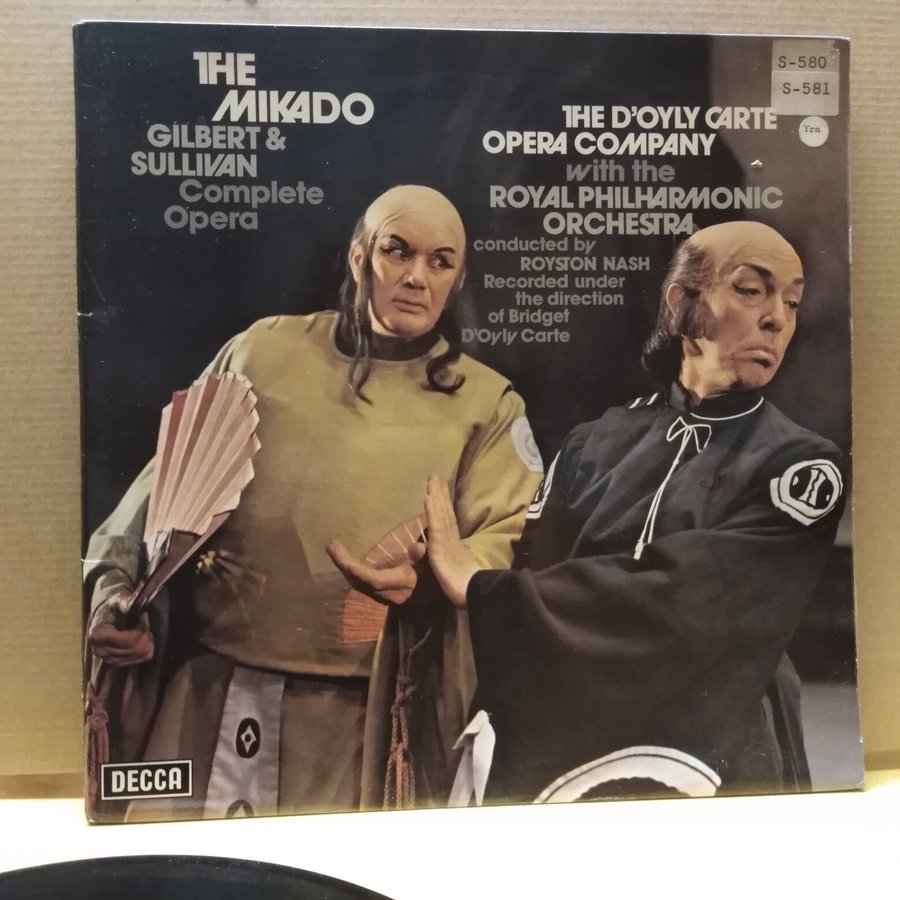 THE
MIKADO
GILBERT &
SULLIVAN
Complete
Opera
THE D'OYLY CARTE
OPERA COMPANY
with the
ROYAL PHILHARMONIC
ORCHESTRA
conducted by
ROYSTON NASH
Recorded under
the direction
of Bridget
D'Oyly Carte
S-580
S-581
Yra
K
DECCA